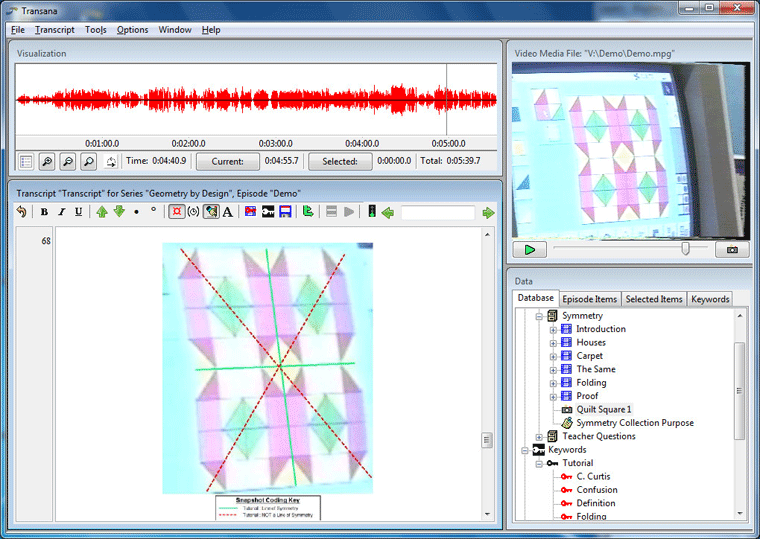 Transana
File Transcript Tools Options Window Help
Visualization
0:01:00.0 0:02:00.0 0:03:00.0 0:04:00.0 0:05:00.0
Time: 0:04:40.9 Current: 0:04:55.7 Selected: 0:00:00.0 Total: 0:05:39.7
Video Media File: "V:\Demo\Demo.mpg"
Transcript "Transcript" for Series "Geometry by Design", Episode "Demo"
B I U A
68
Snapshot Coding Key
Tutorial : Line of Symmetry
Tutorial : NOT a Line of Symmetry
Data
Database Episode Items Selected Items Keywords
Symmetry
Introduction
Houses
Carpet
The Same
Folding
Proof
Quilt Square 1
Symmetry Collection Purpose
Teacher Questions
Keywords
Tutorial
C. Curtis
Confusion
Definition
Folding